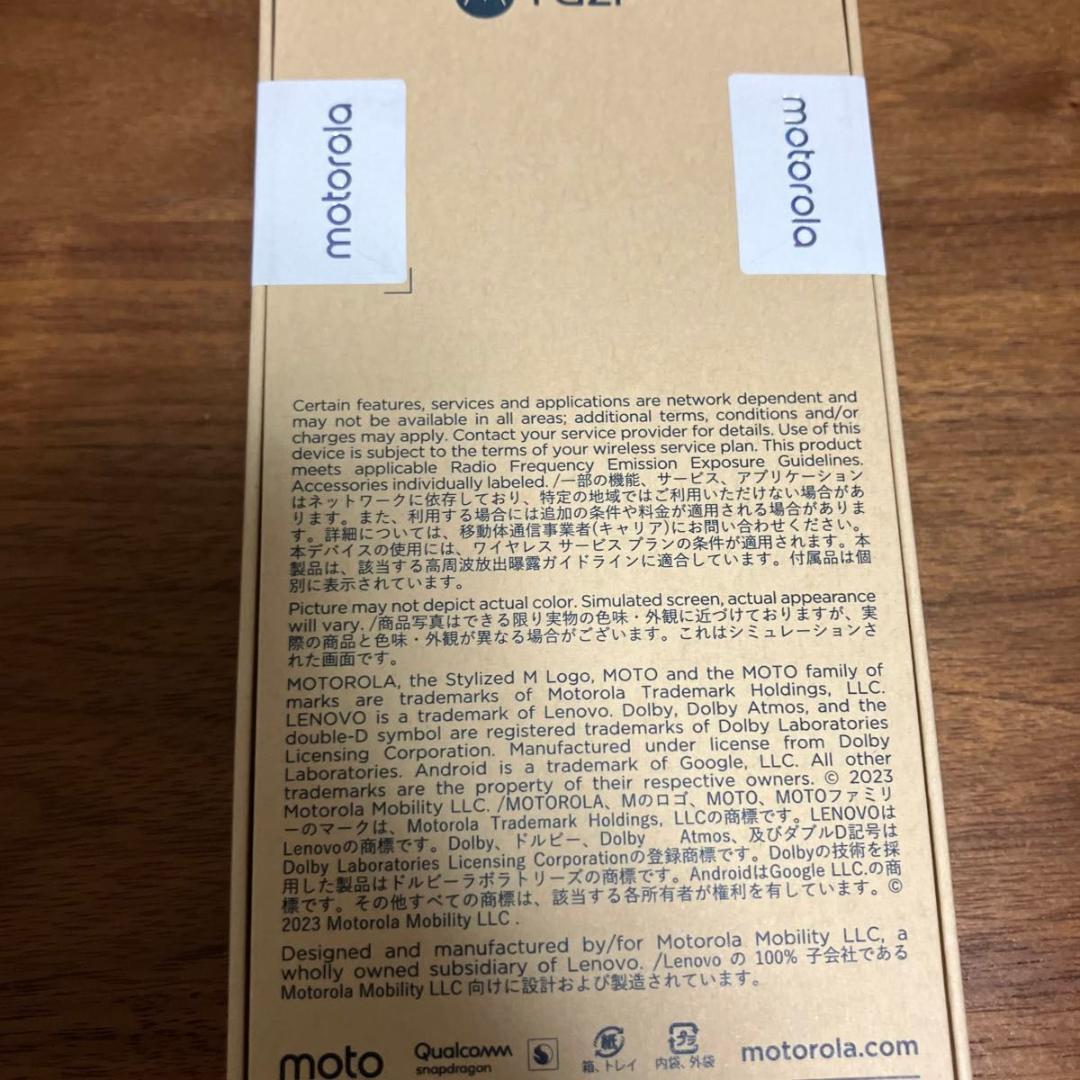 razr
motorola
motorola
Certain features, services and applications are network dependent and
may not be available in all areas; additional terms, conditions and/or
charges may apply. Contact your service provider for details. Use of this
device is subject to the terms of your wireless service plan. This product
meets applicable Radio Frequency Emission Exposure Guidelines.
Accessories individually labeled. /一部の機能、サービス、アプリケーション
はネットワークに依存しており、特定の地域ではご利用いただけない場合があ
ります。また、利用する場合には追加の条件や料金が適用される場合がありま
す。詳細については、移動体通信事業者(キャリア)にお問い合わせください。
本デバイスの使用には、ワイヤレス サービス プランの条件が適用されます。本
製品は、該当する高周波放出曝露ガイドラインに適合しています。付属品は個
別に表示されています。
Picture may not depict actual color. Simulated screen, actual appearance
will vary. /商品写真はできる限り実物の色味・外観に近づけておりますが、実
際の商品と色味・外観が異なる場合がございます。これはシミュレーションさ
れた画面です。
MOTOROLA, the Stylized M Logo, MOTO and the MOTO family of
marks are trademarks of Motorola Trademark Holdings, LLC.
LENOVO is a trademark of Lenovo. Dolby, Dolby Atmos, and the
double-D symbol are registered trademarks of Dolby Laboratories
Licensing Corporation. Manufactured under license from Dolby
Laboratories. Android is a trademark of Google, LLC. All other
trademarks are the property of their respective owners. © 2023
Motorola Mobility LLC. /MOTOROLA、Mのロゴ、MOTO、MOTOファミリ
ーのマークは、Motorola Trademark Holdings, LLCの商標です。LENOVOは
Lenovoの商標です。Dolby、ドルビー、Dolby Atmos、及びダブルD記号は
Dolby Laboratories Licensing Corporationの登録商標です。Dolbyの技術を採
用した製品はドルビーラボラトリーズの商標です。AndroidはGoogle LLC.の商
標です。その他すべての商標は、該当する各所有者が権利を有しています。©
2023 Motorola Mobility LLC .
Designed and manufactured by/for Motorola Mobility LLC, a
wholly owned subsidiary of Lenovo. /Lenovo の 100% 子会社である
Motorola Mobility LLC 向けに設計および製造されています。
moto
Qualcomm
snapdragon
紙
箱、トレイ
プラ
内袋、外袋
motorola.com